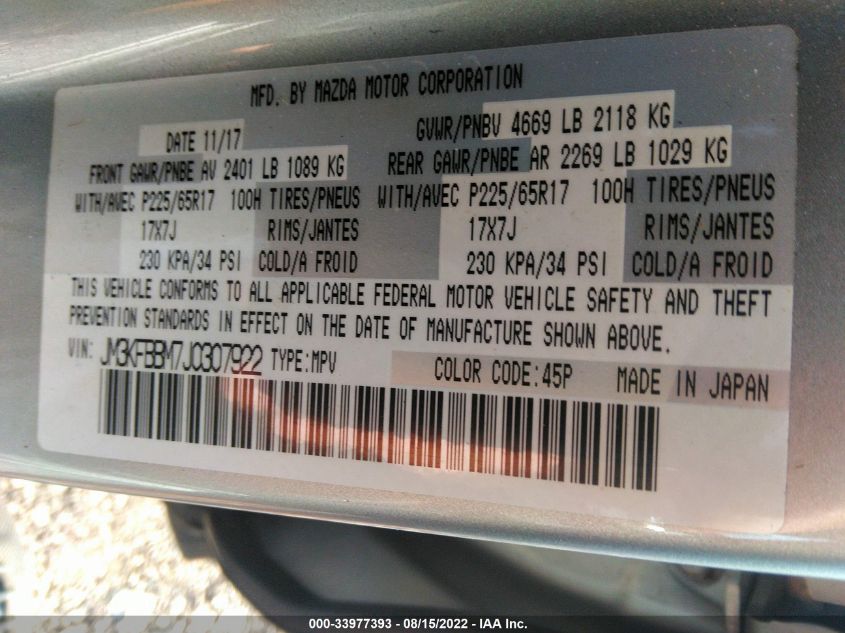 MFD. BY MAZDA MOTOR CORPORATION
DATE 11/17 GVWR/PNBV 4669 LB 2118 KG
FRONT GAWR/PNBE AV 2401 LB 1089 KG REAR GAWR/PNBE AR 2269 LB 1029 KG
WITH/AVEC P225/65R17 100H TIRES/PNEUS WITH/AVEC P225/65R17 100H TIRES/PNEUS
17X7J RIMS/JANTES 17X7J RIMS/JANTES
230 KPA/34 PSI COLD/A FROID 230 KPA/34 PSI COLD/A FROID
THIS VEHICLE CONFORMS TO ALL APPLICABLE FEDERAL MOTOR VEHICLE SAFETY AND THEFT
PREVENTION STANDARDS IN EFFECT ON THE DATE OF MANUFACTURE SHOWN ABOVE.
VIN: JM3KFBBM7J0307922 TYPE:MPV COLOR CODE:45P MADE IN JAPAN
000-33977393 - 08/15/2022 - IAA Inc.